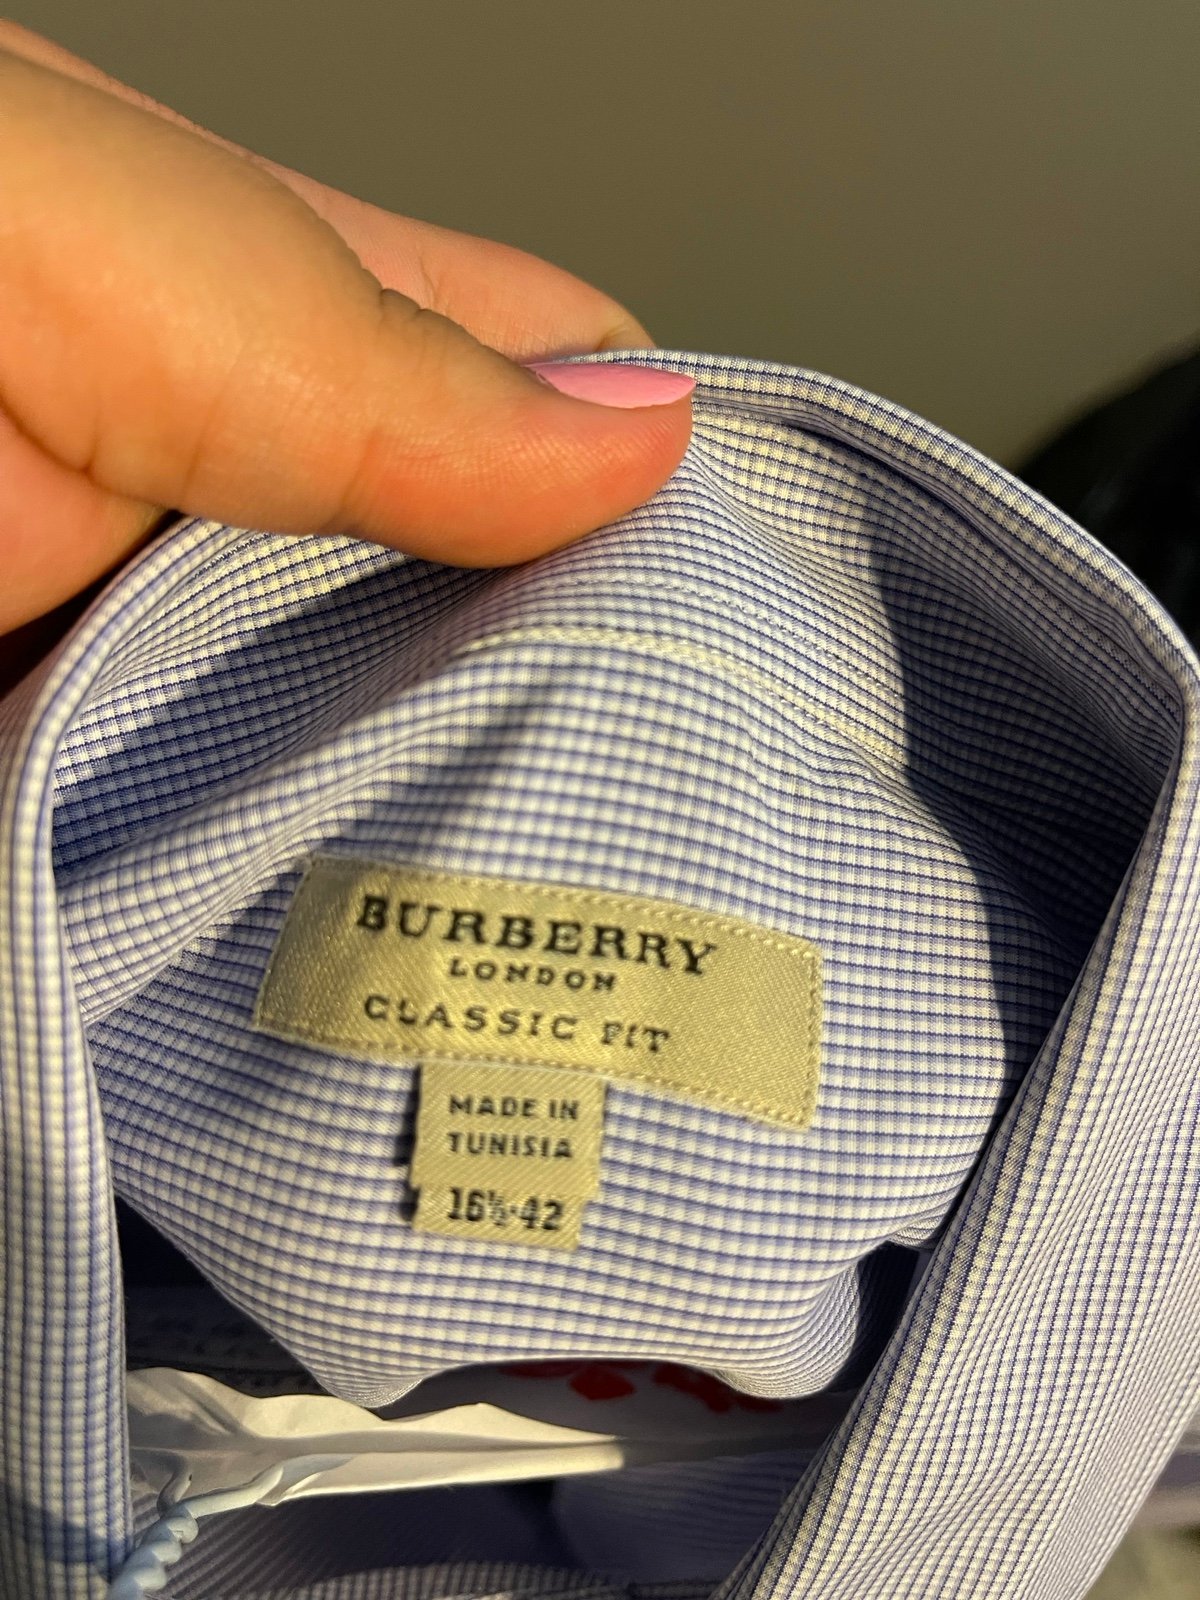 BURBERRY
LONDON
CLASSIC FIT
MADE IN
TUNISIA
16½·42